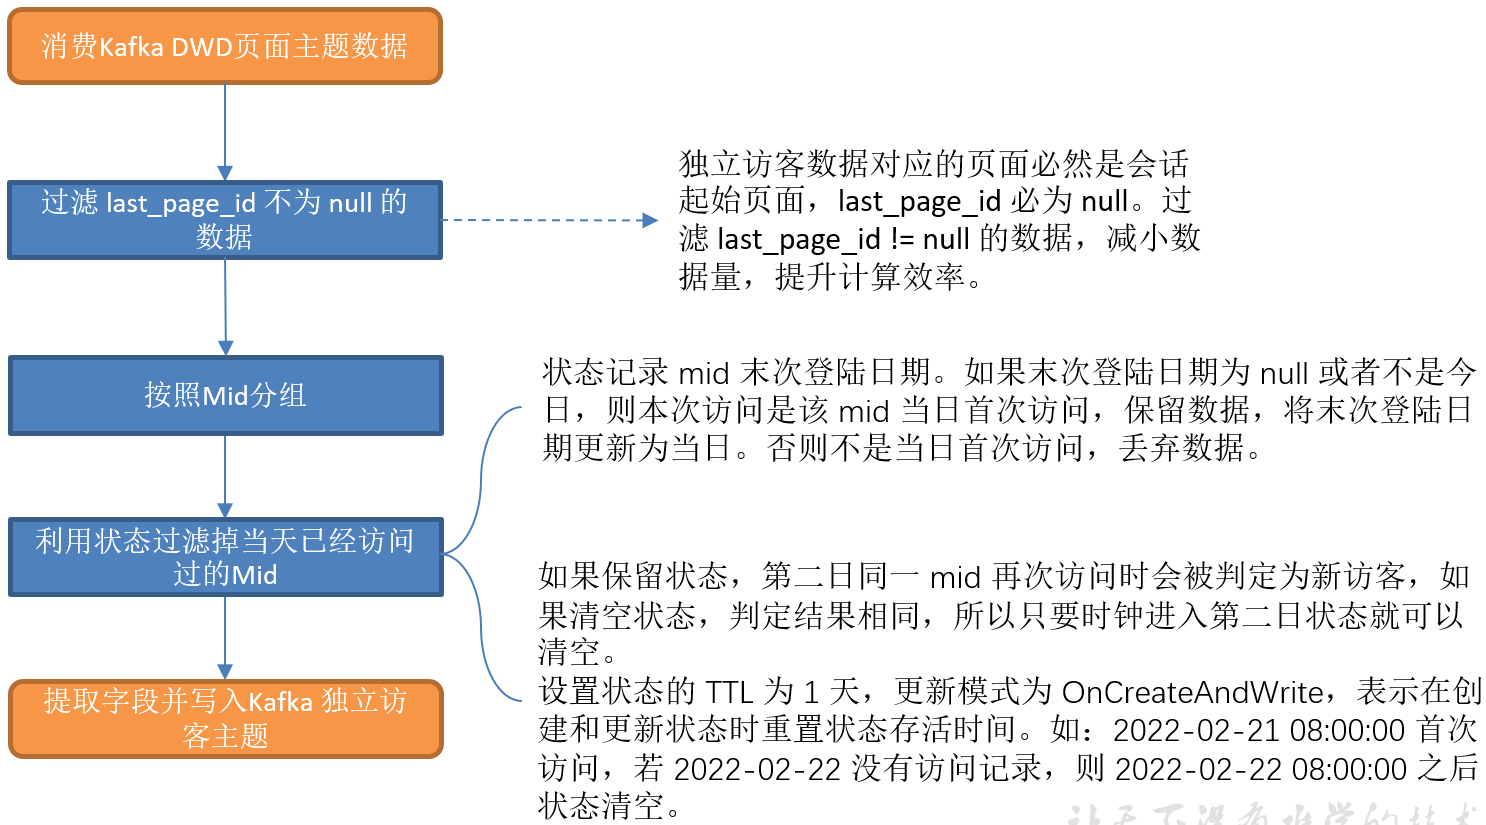 消费Kafka DWD页面主题数据
过滤 last_page_id 不为 null 的
数据
独立访客数据对应的页面必然是会话
起始页面，last_page_id 必为 null。过
滤 last_page_id != null 的数据，减小数
据量，提升计算效率。
按照Mid分组
状态记录 mid 末次登陆日期。如果末次登陆日期为 null 或者不是今
日，则本次访问是该 mid 当日首次访问，保留数据，将末次登陆日
期更新为当日。否则不是当日首次访问，丢弃数据。
利用状态过滤掉当天已经访问
过的Mid
如果保留状态，第二日同一 mid 再次访问时会被判定为新访客，如
果清空状态，判定结果相同，所以只要时钟进入第二日状态就可以
清空。
设置状态的 TTL 为 1 天，更新模式为 OnCreateAndWrite，表示在创
建和更新状态时重置状态存活时间。如：2022-02-21 08:00:00 首次
访问，若 2022-02-22 没有访问记录，则 2022-02-22 08:00:00 之后
状态清空。
提取字段并写入Kafka 独立访
客主题
让天下没有难学的技术